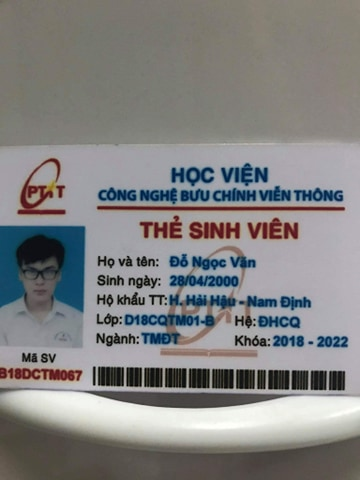 PTIT
HỌC VIỆN
CÔNG NGHỆ BƯU CHÍNH VIỄN THÔNG
THẺ SINH VIÊN
Họ và tên: Đỗ Ngọc Văn
Sinh ngày: 28/04/2000
Hộ khẩu TT: H. Hải Hậu - Nam Định
Lớp: D18CQTM01-B Hệ: ĐHCQ
Ngành: TMĐT Khóa: 2018 - 2022
Mã SV
B18DCTM067